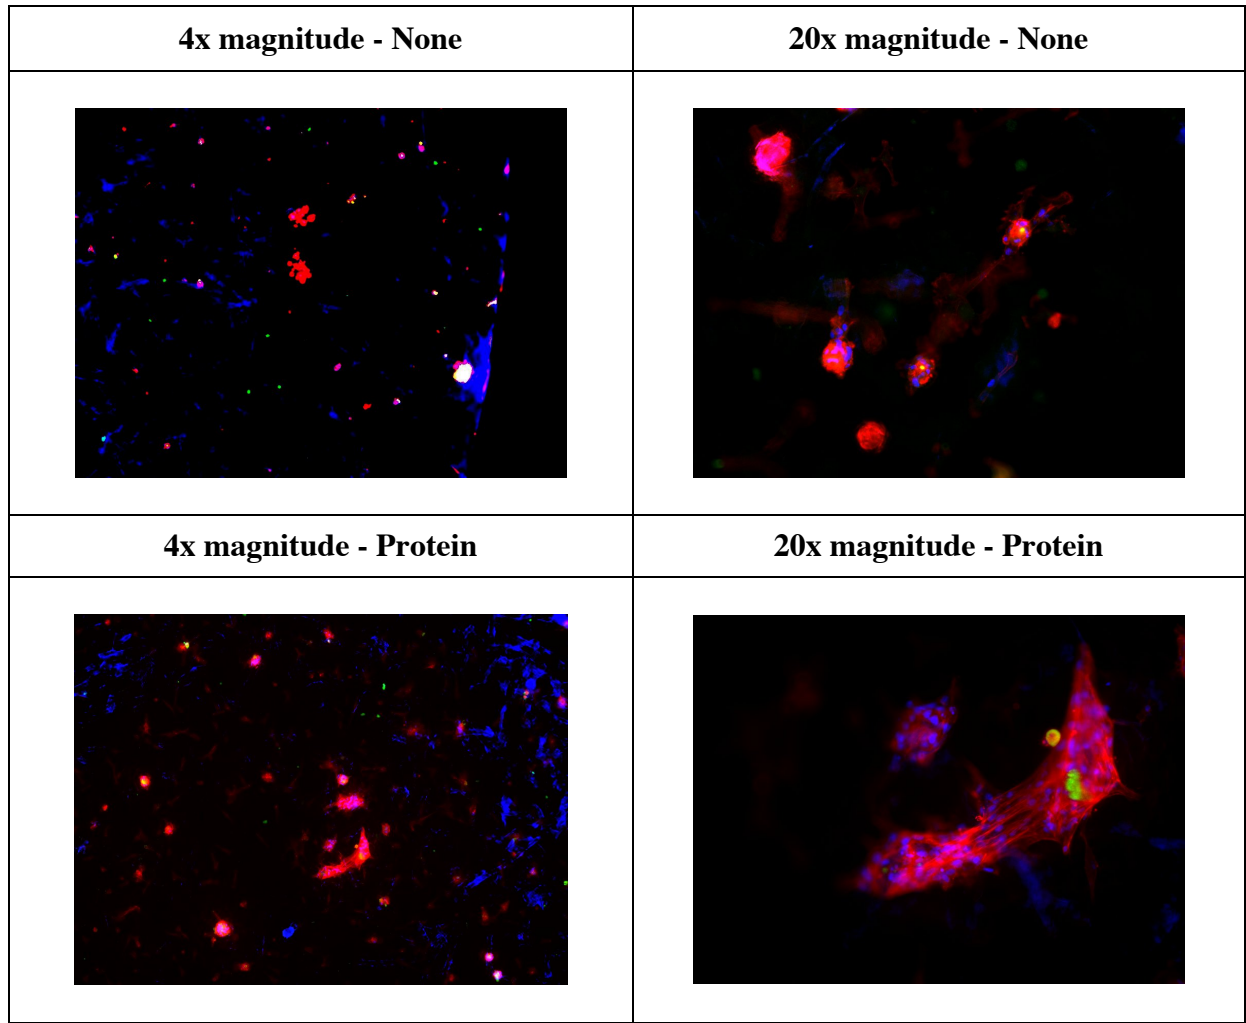 4x magnitude - None
20x magnitude - None
4x magnitude - Protein
20x magnitude - Protein